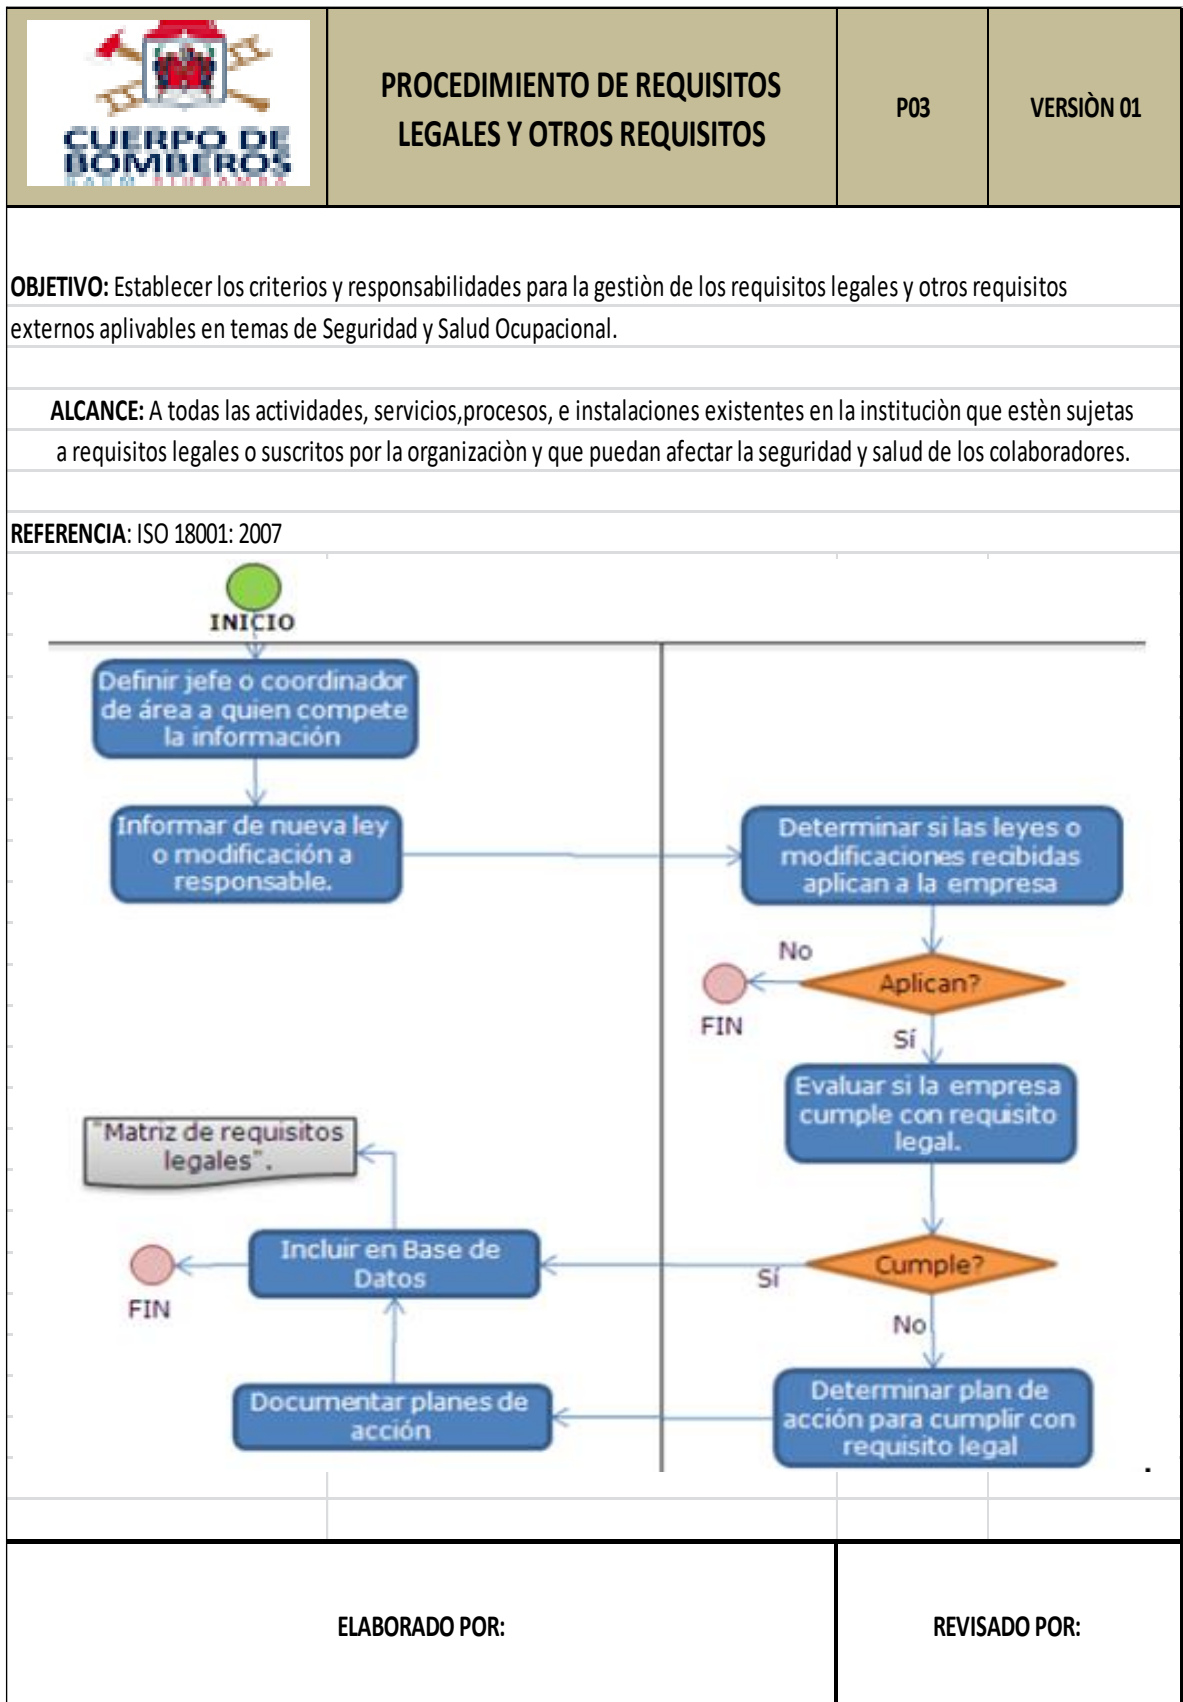 CUERPO DE
BOMBEROS
PROCEDIMIENTO DE REQUISITOS
LEGALES Y OTROS REQUISITOS
P03
VERSIÒN 01
OBJETIVO: Establecer los criterios y responsabilidades para la gestiòn de los requisitos legales y otros requisitos
externos aplivables en temas de Seguridad y Salud Ocupacional.
ALCANCE: A todas las actividades, servicios,procesos, e instalaciones existentes en la instituciòn que estèn sujetas
a requisitos legales o suscritos por la organizaciòn y que puedan afectar la seguridad y salud de los colaboradores.
REFERENCIA: ISO 18001: 2007
INICIO
Definir jefe o coordinador
de área a quien compete
la información
Informar de nueva ley
o modificación a
responsable.
Determinar si las leyes o
modificaciones recibidas
aplican a la empresa
No
Aplican?
FIN
Sí
Evaluar si la empresa
cumple con requisito
legal.
"Matriz de requisitos
legales".
Incluir en Base de
Datos
Cumple?
Sí
FIN
No
Documentar planes de
acción
Determinar plan de
acción para cumplir con
requisito legal
.
ELABORADO POR:
REVISADO POR: